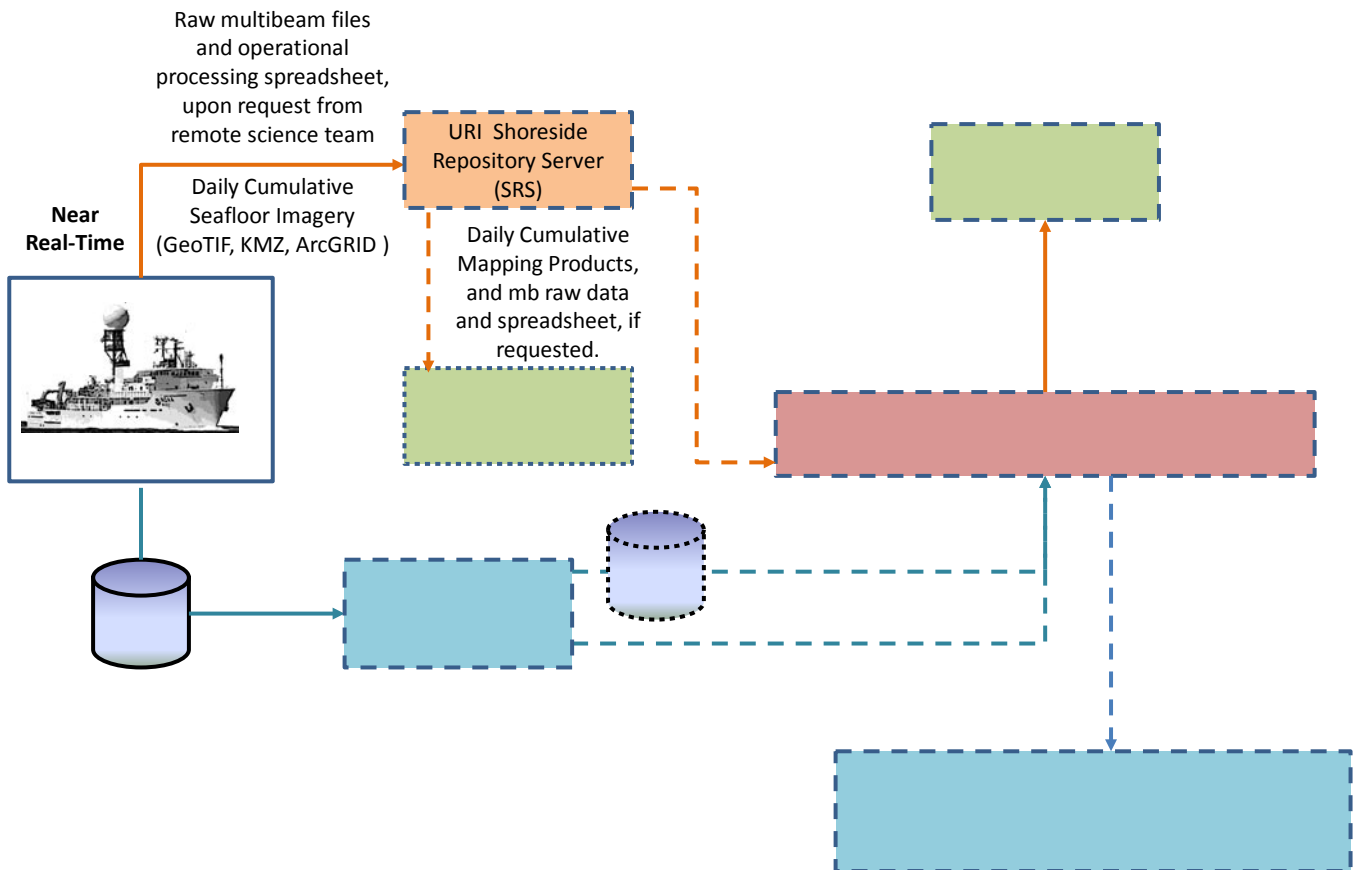 Raw multibeam files
and operational
processing spreadsheet,
upon request from
remote science team
URI Shoreside
Repository Server
(SRS)
Daily Cumulative
Seafloor Imagery
(GeoTIF, KMZ, ArcGRID )
Near
Real-Time
Daily Cumulative
Mapping Products,
and mb raw data
and spreadsheet, if
requested.